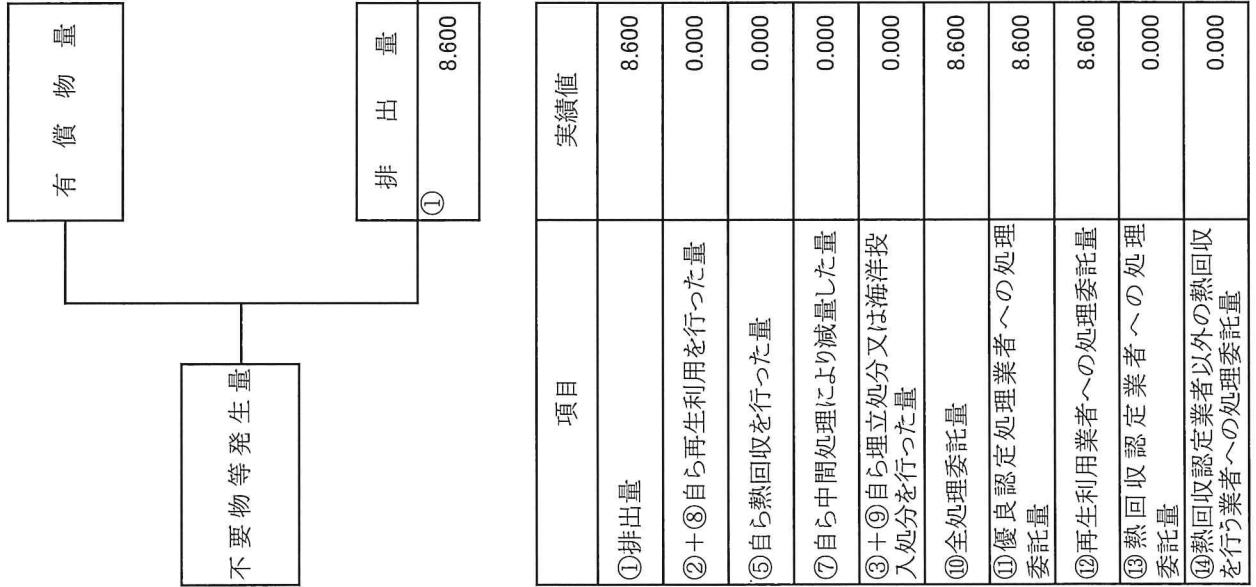 有償物量
不要物等発生量
排出量
①
8.600
項目 実績値
①排出量 8.600
②+⑧自ら再生利用を行った量 0.000
⑤自ら熱回収を行った量 0.000
⑦自ら中間処理により減量した量 0.000
③+⑨自ら埋立処分又は海洋投
入処分を行った量 0.000
⑩全処理委託量 8.600
⑪優良認定処理業者への処理
委託量 8.600
⑫再生利用業者への処理委託量 8.600
⑬熱回収認定業者への処理
委託量 0.000
⑭熱回収認定業者以外の熱回収
を行う業者への処理委託量 0.000